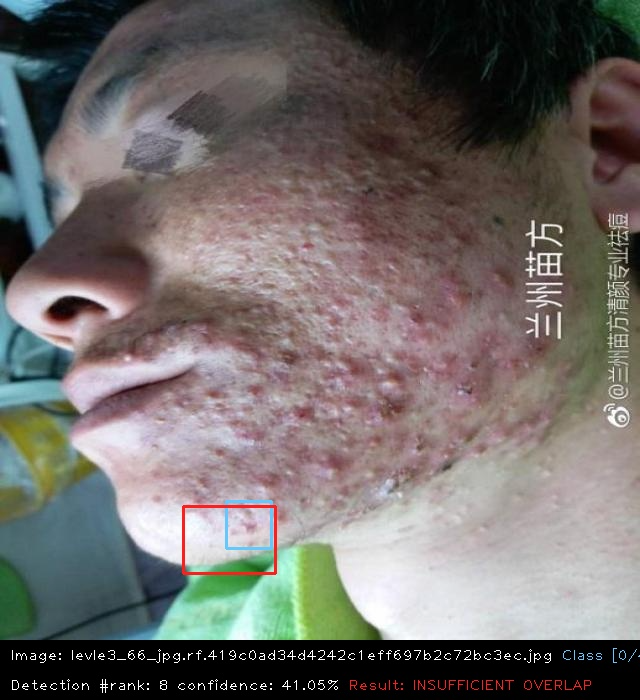 兰州苗方
@兰州苗方清颜专业祛痘
Image: levle3_66_jpg.rf.419c0ad34d4242c1eff697b2c72bc3ec.jpg Class [0/
Detection #rank: 8 confidence: 41.05% Result: INSUFFICIENT OVERLAP